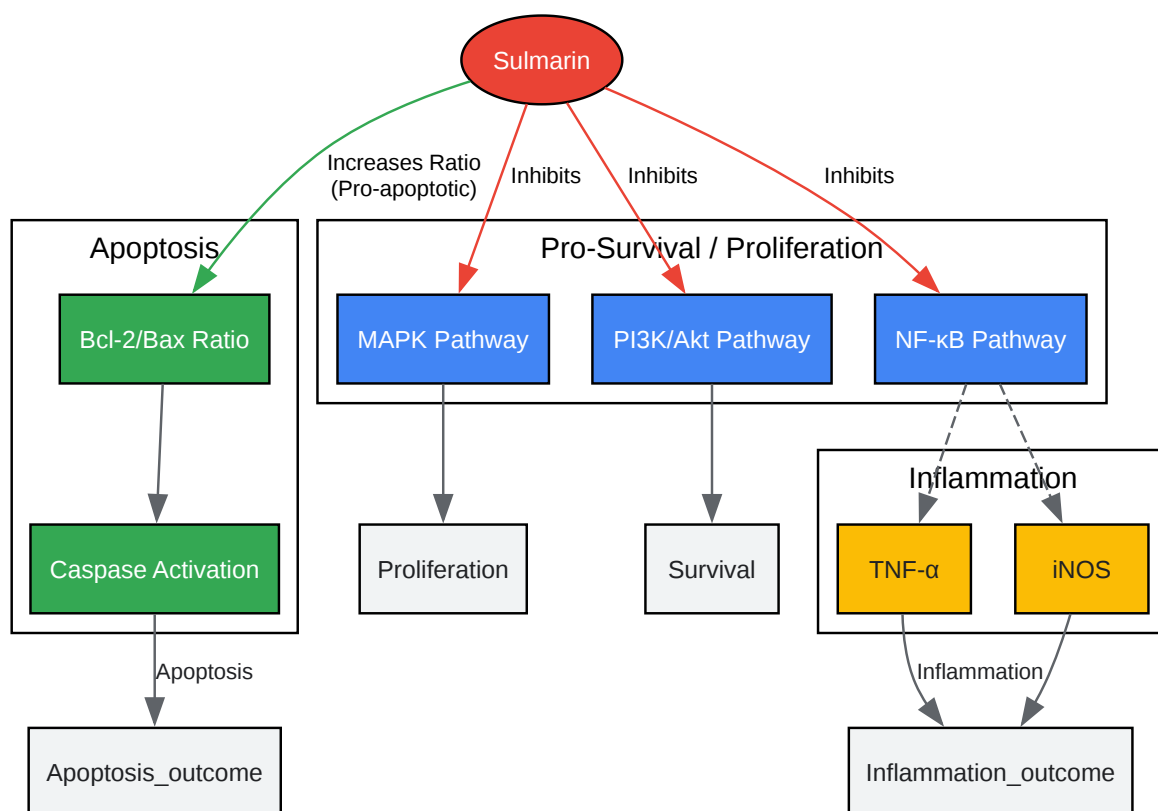 Sulmarin
Increases Ratio
(Pro-apoptotic)
Inhibits
Inhibits
Inhibits
Apoptosis
Pro-Survival / Proliferation
Bcl-2/Bax Ratio
MAPK Pathway
PI3K/Akt Pathway
NF-κB Pathway
Inflammation
Caspase Activation
Proliferation
Survival
TNF-α
iNOS
Apoptosis
Inflammation
Apoptosis_outcome
Inflammation_outcome